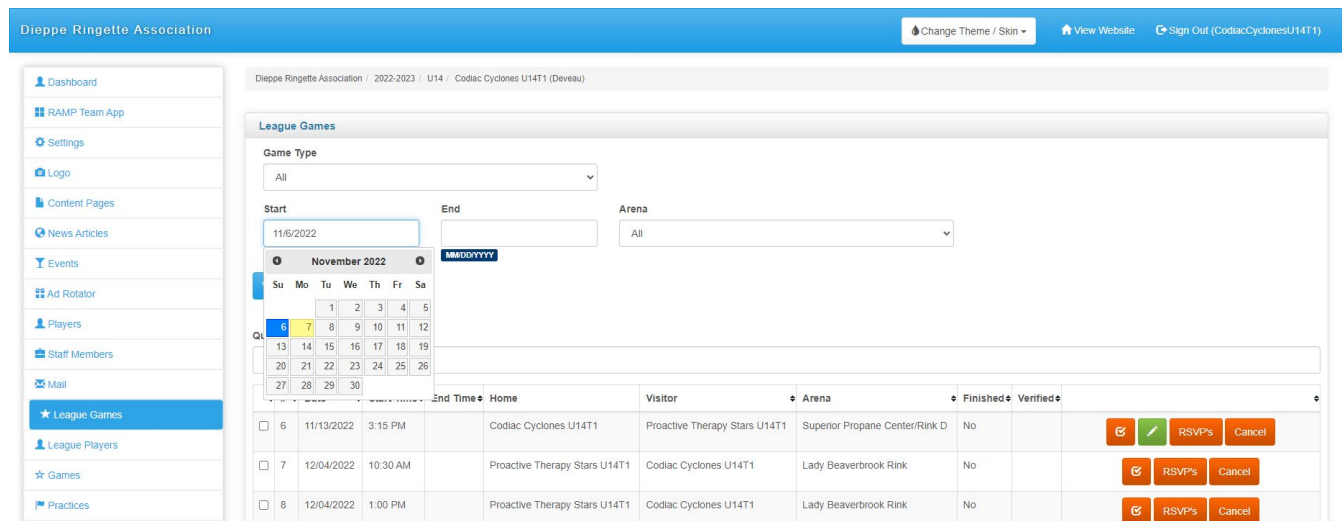 Dieppe Ringette Association
Change Theme / Skin
View Website
Sign Out (CodiacCyclonesU14T1)
Dashboard
RAMP Team App
Settings
Logo
Content Pages
News Articles
Events
Ad Rotator
Players
Staff Members
Mail
League Games
League Players
Games
Practices
Dieppe Ringette Association / 2022-2023 / U14 / Codiac Cyclones U14T1 (Deveau)
League Games
Game Type
All
Start End Arena
11/6/2022 All
MM/DD/YYYY
November 2022
Su Mo Tu We Th Fr Sa
1 2 3 4 5
6 7 8 9 10 11 12
13 14 15 16 17 18 19
20 21 22 23 24 25 26
27 28 29 30
End Time Home Visitor Arena Finished Verified
6 11/13/2022 3:15 PM Codiac Cyclones U14T1 Proactive Therapy Stars U14T1 Superior Propane Center/Rink D No RSVP's Cancel
7 12/04/2022 10:30 AM Proactive Therapy Stars U14T1 Codiac Cyclones U14T1 Lady Beaverbrook Rink No RSVP's Cancel
8 12/04/2022 1:00 PM Proactive Therapy Stars U14T1 Codiac Cyclones U14T1 Lady Beaverbrook Rink No RSVP's Cancel